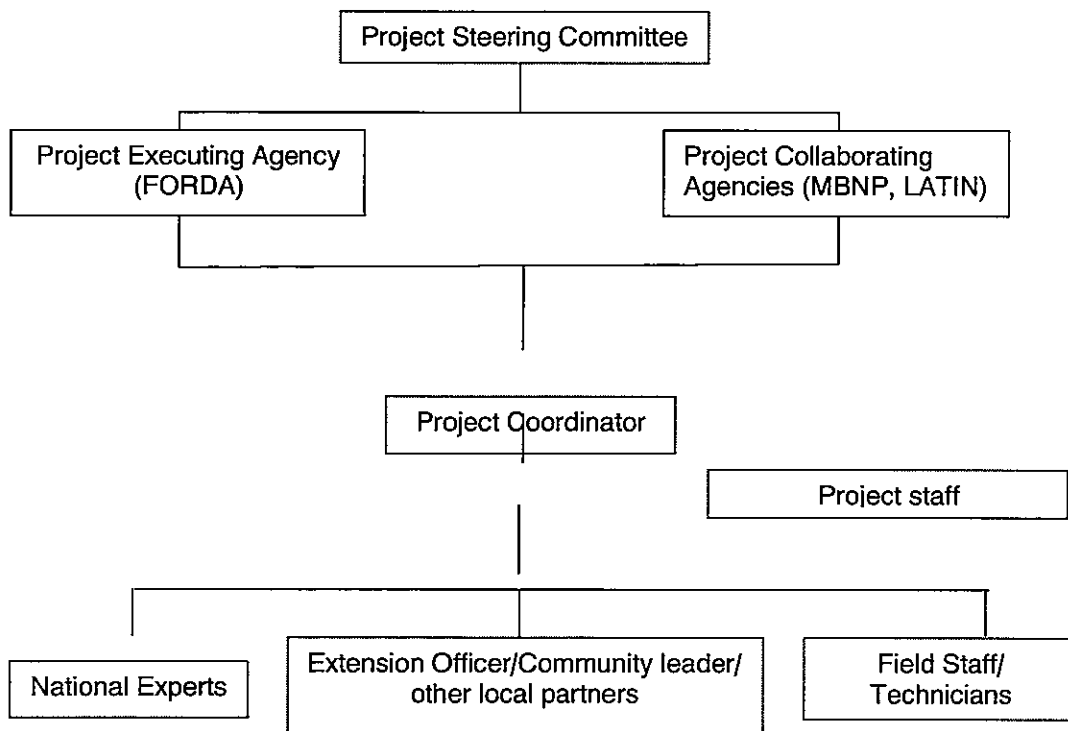 Project Steering Committee
Project Executing Agency
(FORDA)
Project Collaborating
Agencies (MBNP, LATIN)
Project Coordinator
Project staff
National Experts
Extension Officer/Community leader/
other local partners
Field Staff/
Technicians